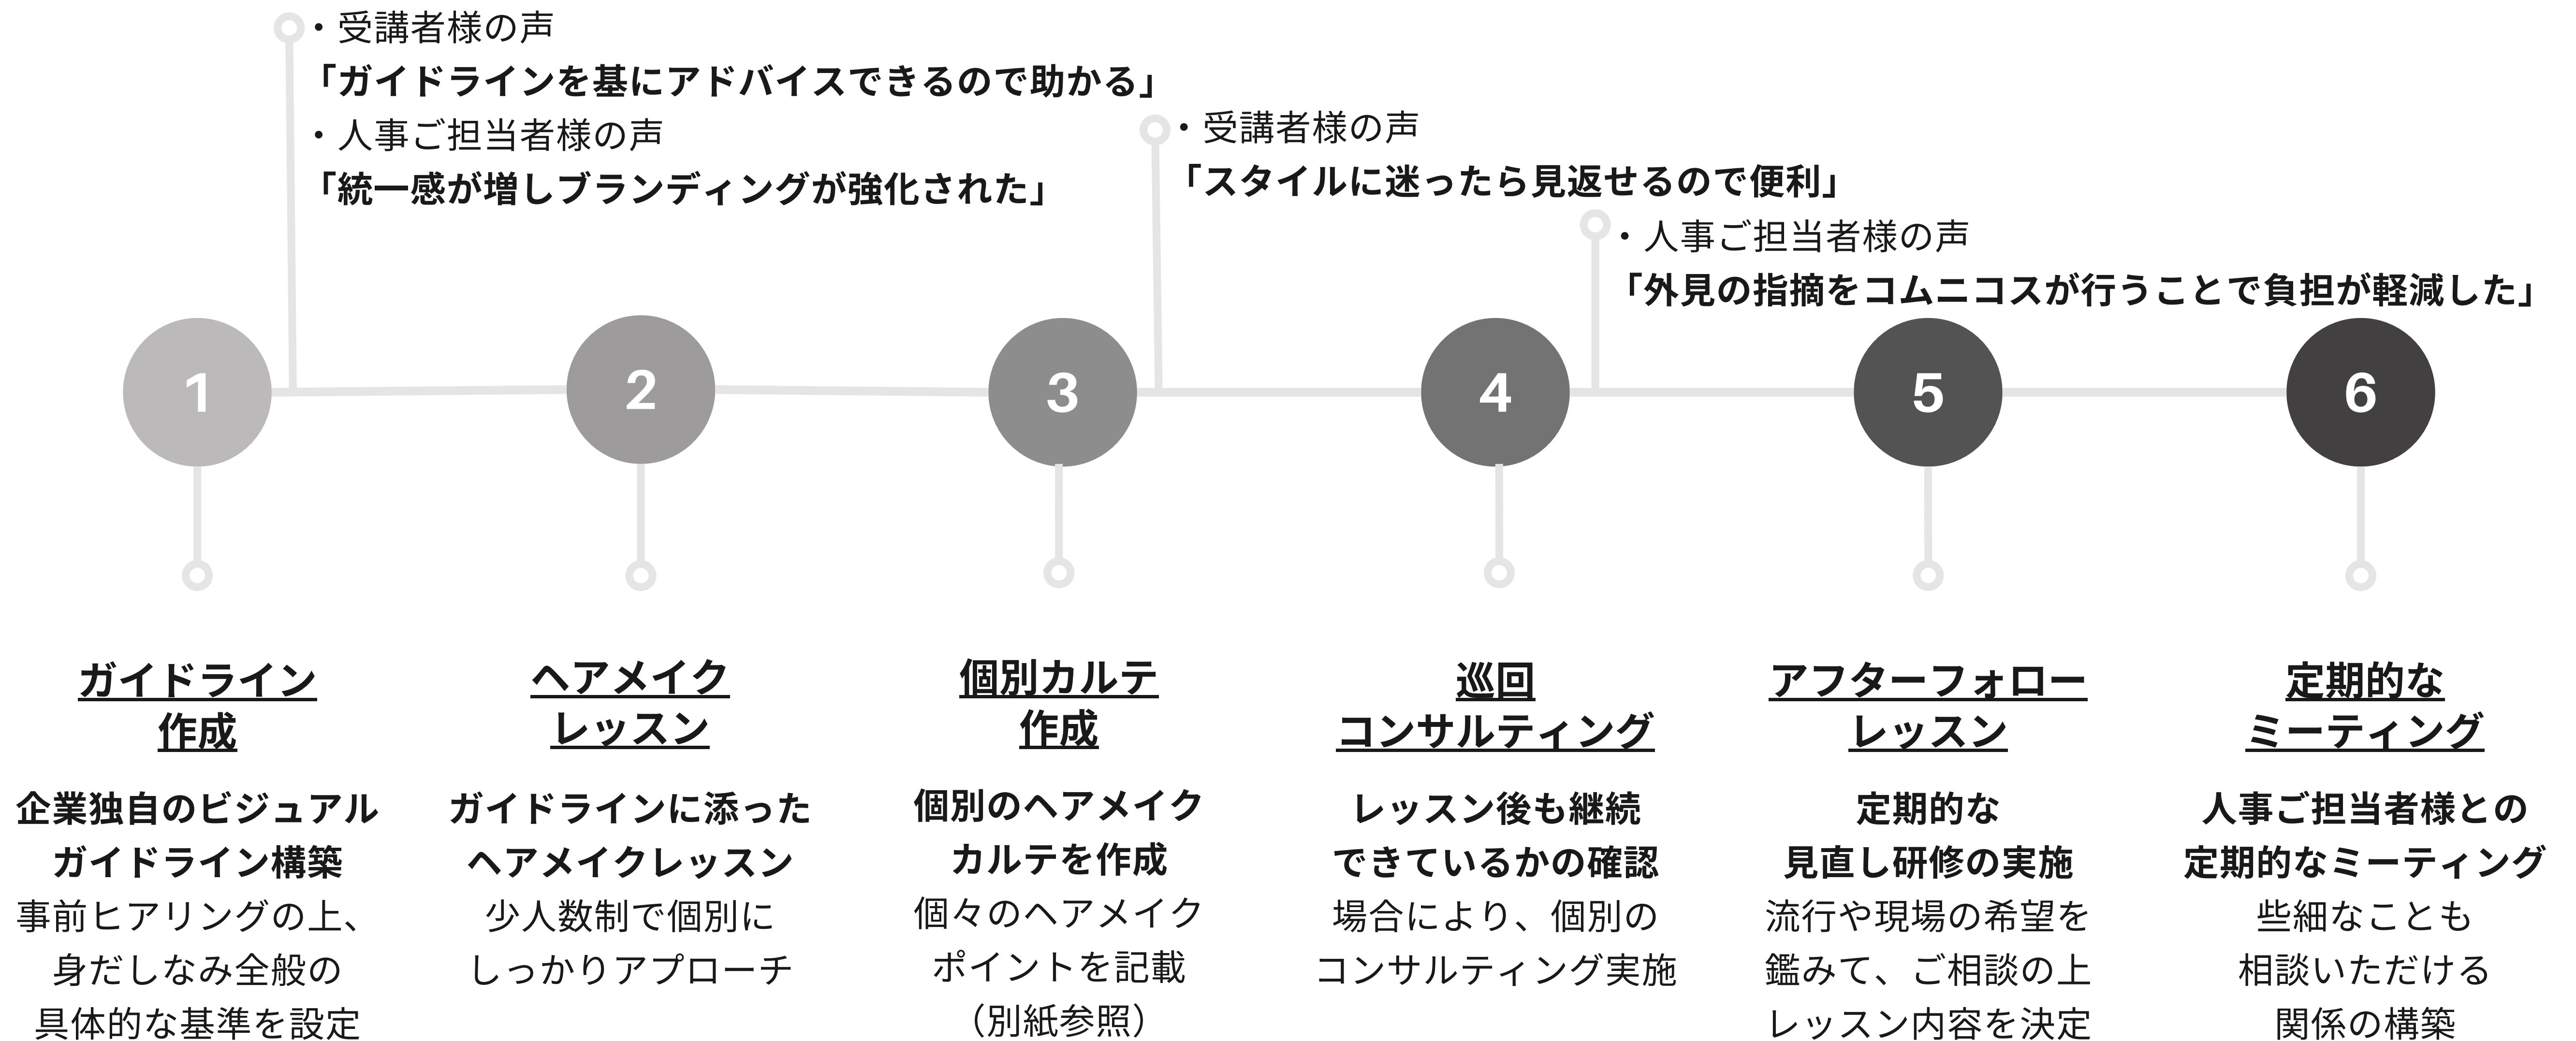 ・受講者様の声
「ガイドラインを基にアドバイスできるので助かる」
・人事ご担当者様の声
「統一感が増しブランディングが強化された」
・受講者様の声
「スタイルに迷ったら見返せるので便利」
・人事ご担当者様の声
「外見の指摘をコムニコスが行うことで負担が軽減した」
1
2
3
4
5
6
ガイドライン
作成
企業独自のビジュアル
ガイドライン構築
事前ヒアリングの上、
身だしなみ全般の
具体的な基準を設定
ヘアメイク
レッスン
ガイドラインに添った
ヘアメイクレッスン
少人数制で個別に
しっかりアプローチ
個別カルテ
作成
個別のヘアメイク
カルテを作成
個々のヘアメイク
ポイントを記載
（別紙参照）
巡回
コンサルティング
レッスン後も継続
できているかの確認
場合により、個別の
コンサルティング実施
アフターフォロー
レッスン
定期的な
見直し研修の実施
流行や現場の希望を
鑑みて、ご相談の上
レッスン内容を決定
定期的な
ミーティング
人事ご担当者様との
定期的なミーティング
些細なことも
相談いただける
関係の構築